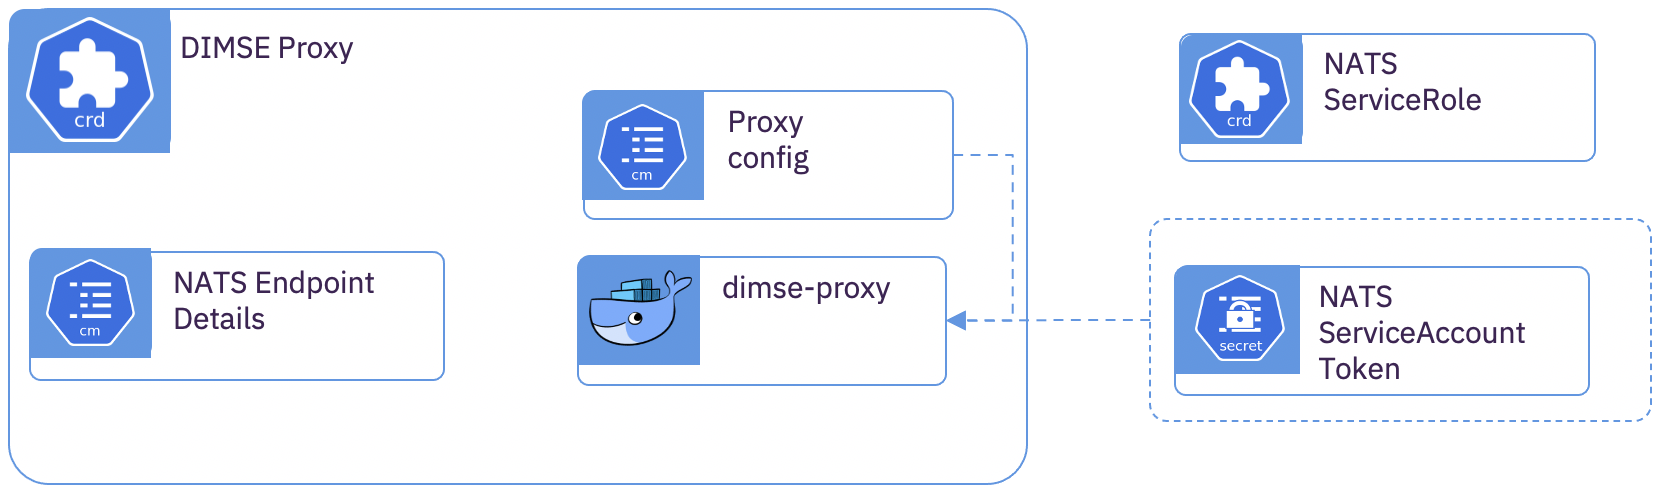 crd
DIMSE Proxy
cm
Proxy
config
cm
NATS Endpoint
Details
dimse-proxy
crd
NATS
ServiceRole
secret
NATS
ServiceAccount
Token